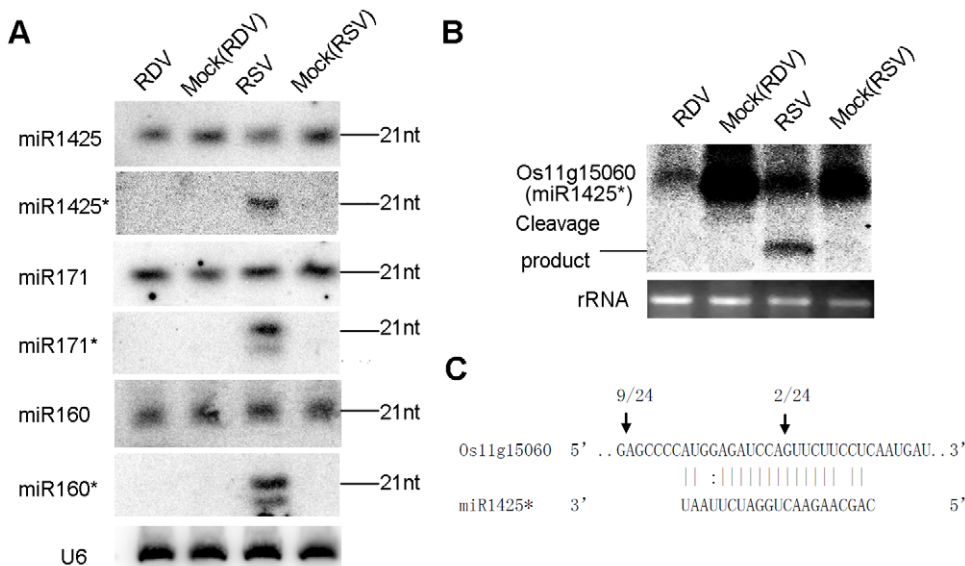 A
RDV Mock(RDV) RSV Mock(RSV)
miR1425 21nt
miR1425* 21nt
miR171 21nt
miR171* 21nt
miR160 21nt
miR160* 21nt
U6
B
RDV Mock(RDV) RSV Mock(RSV)
Os11g15060
(miR1425*)
Cleavage
product
rRNA
C
9/24 2/24
Os11g15060 5' ..GAGCCCCAUGGAGAUCCAGUUCUUCCUCAAUGAU..3'
|| :||||||||||||| ||
miR1425* 3' UAAUUCUAGGUCAAGAACGAC 5'